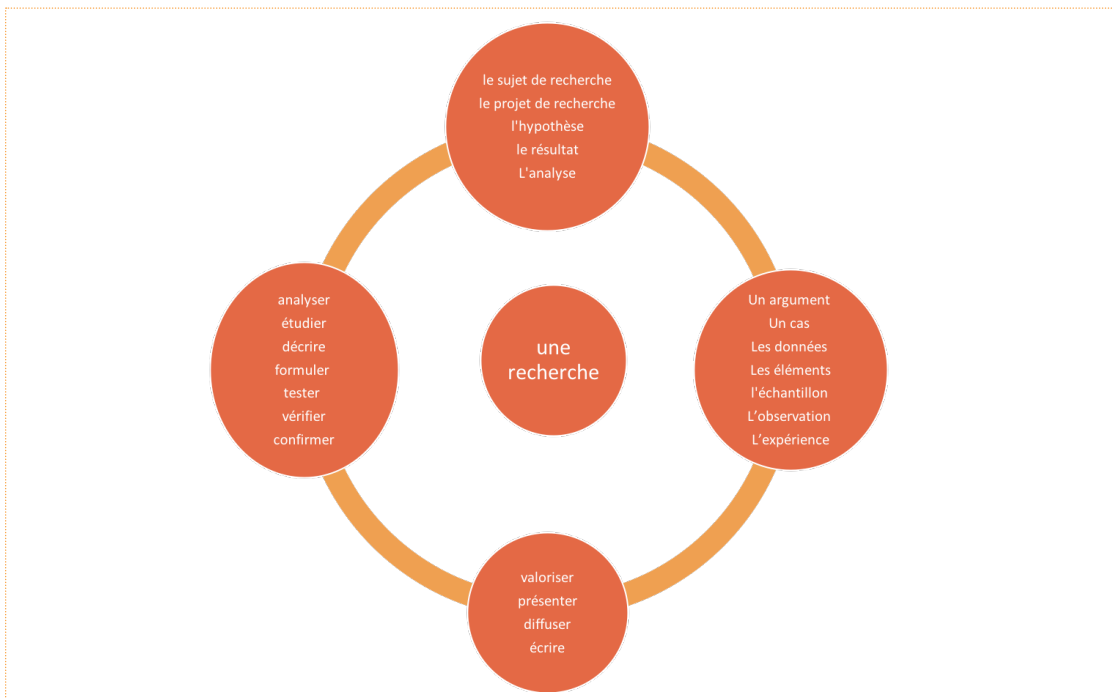 le sujet de recherche
le projet de recherche
l'hypothèse
le résultat
L'analyse
analyser
étudier
décrire
formuler
tester
vérifier
confirmer
une
recherche
Un argument
Un cas
Les données
Les éléments
l'échantillon
L’observation
L’expérience
valoriser
présenter
diffuser
écrire